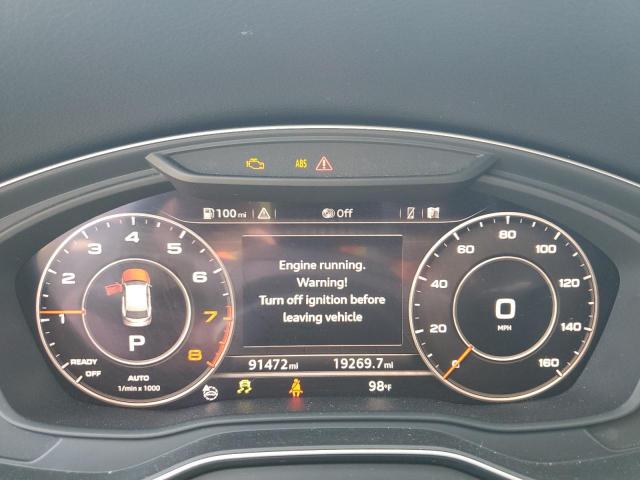 ABS
100 mi
Off
Engine running.
Warning!
Turn off ignition before
leaving vehicle
1
2
3
4
5
6
7
8
P
READY
OFF
AUTO
1/min x 1000
0
20
40
60
80
100
120
140
160
0
MPH
91472 mi
19269.7 mi
98°F